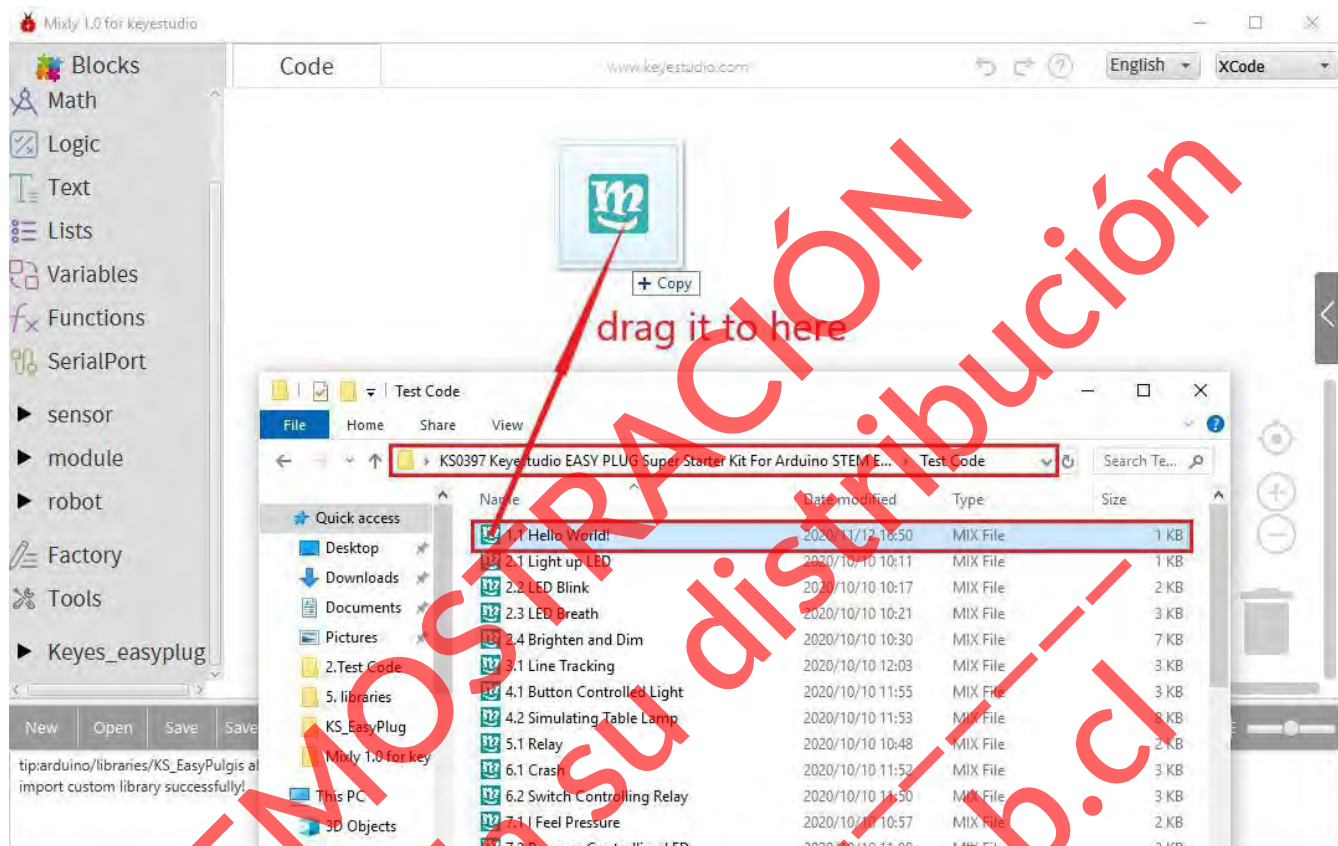 Mixly 1.0 for keyestudio
Blocks
Code
www.keyestudio.com
English
XCode
Math
Logic
Text
Lists
Variables
Functions
SerialPort
sensor
module
robot
Factory
Tools
Keyes_easyplug
m
+ Copy
drag it to here
Test Code
File Home Share View
KS0397 Keyestudio EASY PLUG Super Starter Kit For Arduino STEM E... Test Code
Search Te...
Name Date modified Type Size
Quick access
Desktop
Downloads
Documents
Pictures
2.Test Code
5. libraries
KS_EasyPlug
Mixly 1.0 for key
This PC
3D Objects
1.1 Hello World! 2020/11/12 16:50 MIX File 1 KB
2.1 Light up LED 2020/10/10 10:11 MIX File 1 KB
2.2 LED Blink 2020/10/10 10:17 MIX File 2 KB
2.3 LED Breath 2020/10/10 10:21 MIX File 3 KB
2.4 Brighten and Dim 2020/10/10 10:30 MIX File 7 KB
3.1 Line Tracking 2020/10/10 12:03 MIX File 3 KB
4.1 Button Controlled Light 2020/10/10 11:55 MIX File 3 KB
4.2 Simulating Table Lamp 2020/10/10 11:53 MIX File 8 KB
5.1 Relay 2020/10/10 10:48 MIX File 2 KB
6.1 Crash 2020/10/10 11:52 MIX File 3 KB
6.2 Switch Controlling Relay 2020/10/10 11:50 MIX File 3 KB
7.1 I Feel Pressure 2020/10/10 10:57 MIX File 2 KB
New Open Save Save
tip:arduino/libraries/KS_EasyPulgis al
import custom library successfully!
EMOSTRACIÓN
su distribución
b.cl